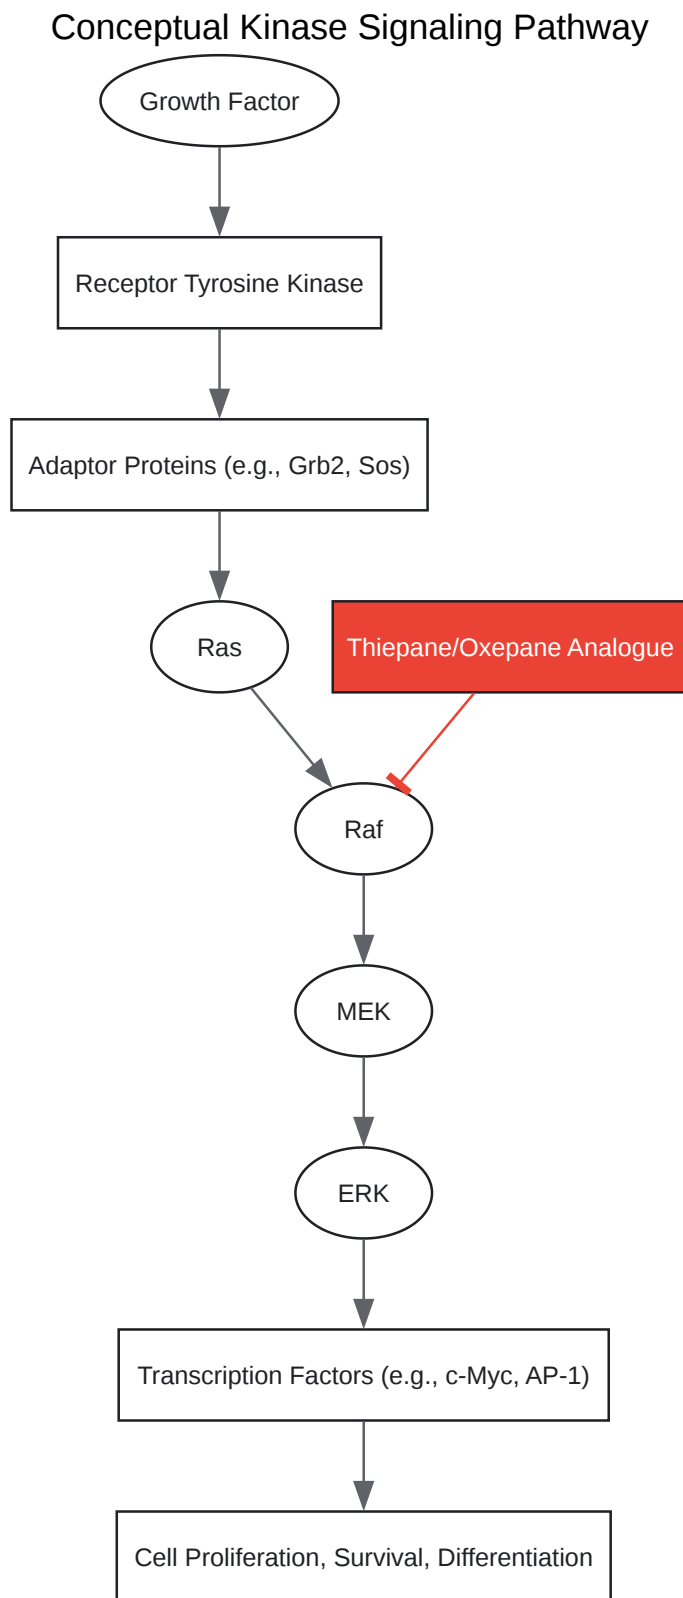 Conceptual Kinase Signaling Pathway
Growth Factor
Receptor Tyrosine Kinase
Adaptor Proteins (e.g., Grb2, Sos)
Ras
Thiepane/Oxepane Analogue
Raf
MEK
ERK
Transcription Factors (e.g., c-Myc, AP-1)
Cell Proliferation, Survival, Differentiation